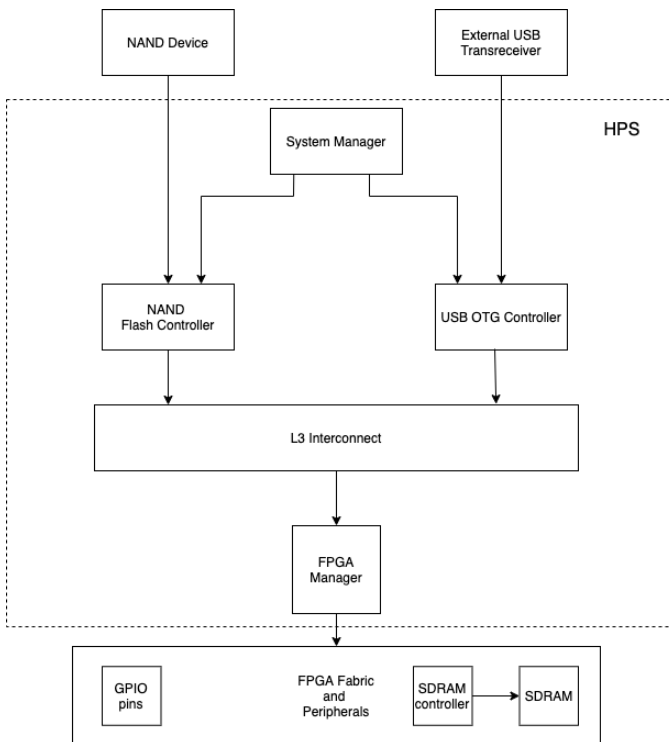 NAND Device
External USB
Transreceiver
HPS
System Manager
NAND
Flash Controller
USB OTG Controller
L3 Interconnect
FPGA
Manager
GPIO
pins
FPGA Fabric
and
Peripherals
SDRAM
controller
SDRAM